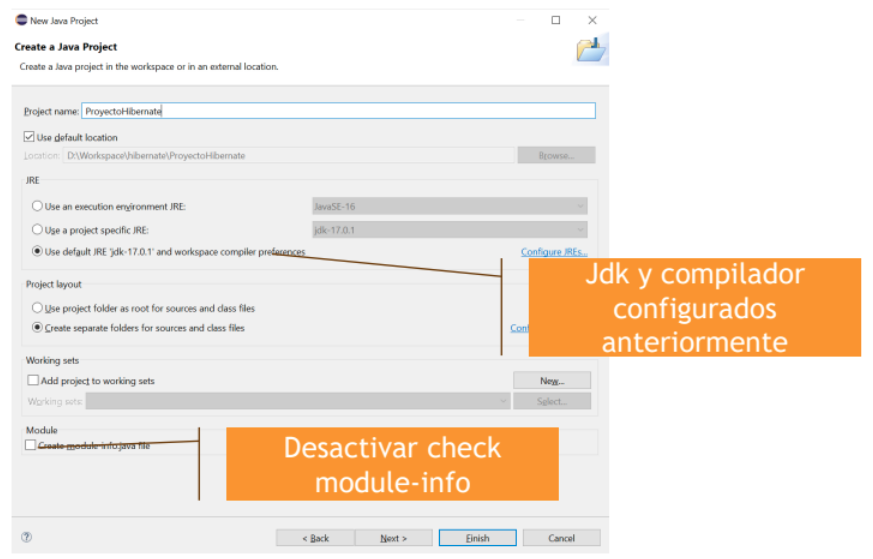 New Java Project
Create a Java Project
Create a Java project in the workspace or in an external location.
Project name: ProyectoHibernate
Use default location
Location: D:\Workspace\hibernate\ProyectoHibernate Browse...
JRE
Use an execution environment JRE: JavaSE-16
Use a project specific JRE: jdk-17.0.1
Use default JRE 'jdk-17.0.1' and workspace compiler preferences Configure JREs...
Jdk y compilador
configurados
anteriormente
Project layout
Use project folder as root for sources and class files
Create separate folders for sources and class files
Working sets
Add project to working sets New...
Working sets: Select...
Module
Create module-info.java file
Desactivar check
module-info
< Back Next > Finish Cancel